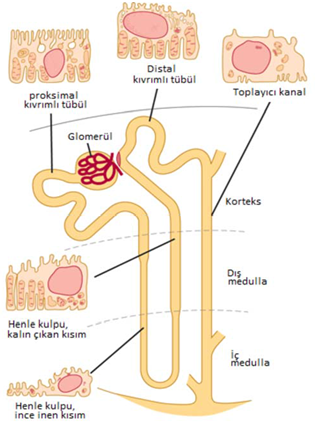 Distal
kıvrımlı tübül
Toplayıcı kanal
proksimal
kıvrımlı tübül
Glomerül
Korteks
Dış
medulla
Henle kulpu,
kalın çıkan kısım
İç
medulla
Henle kulpu,
ince inen kısım